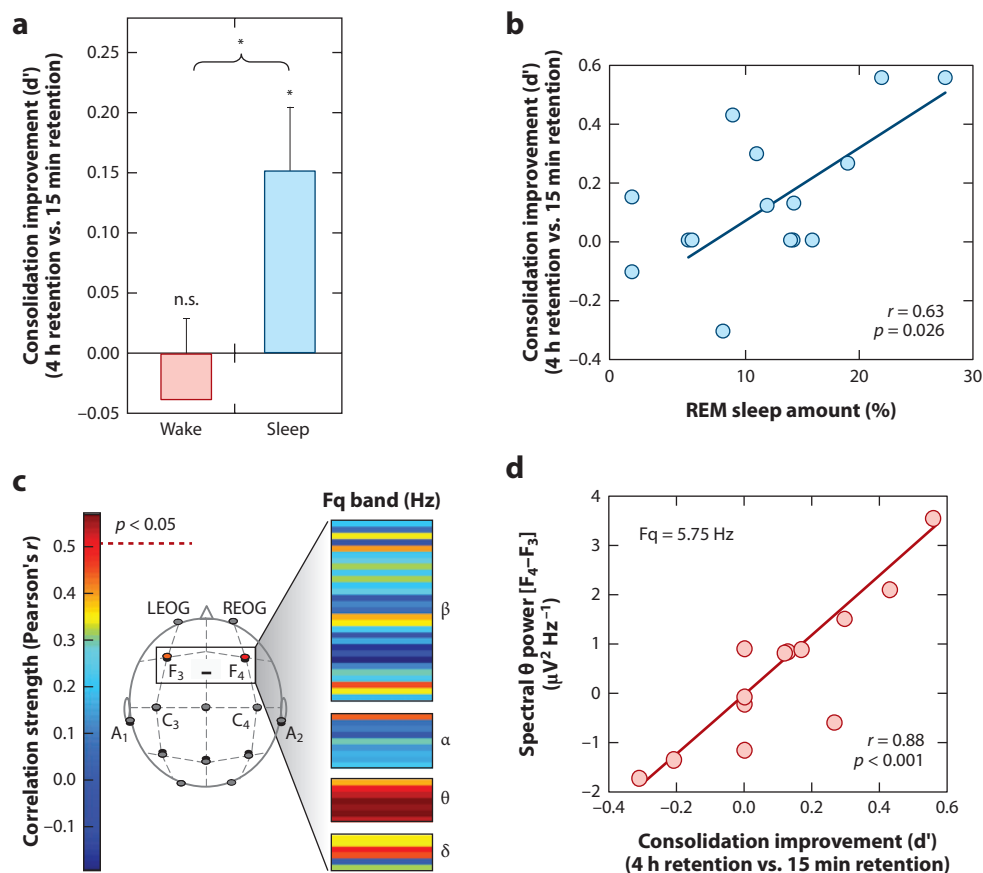 a
Consolidation improvement (d')
(4 h retention vs. 15 min retention)
0.25
0.20
0.15
0.10
0.05
0.00
–0.05
*
*
n.s.
Wake
Sleep
b
Consolidation improvement (d')
(4 h retention vs. 15 min retention)
0.6
0.4
0.2
0.0
–0.2
–0.4
r = 0.63
p = 0.026
0
10
20
30
REM sleep amount (%)
c
Correlation strength (Pearson's r)
0.5
0.4
0.3
0.2
0.1
0.0
–0.1
p < 0.05
Fq band (Hz)
LEOG
REOG
F3
–
F4
C3
C4
A1
A2
β
α
θ
δ
d
Spectral θ power [F4–F3]
(μV² Hz⁻¹)
4
3
2
1
0
–1
–2
Fq = 5.75 Hz
r = 0.88
p < 0.001
–0.4
–0.2
0.0
0.2
0.4
0.6
Consolidation improvement (d')
(4 h retention vs. 15 min retention)